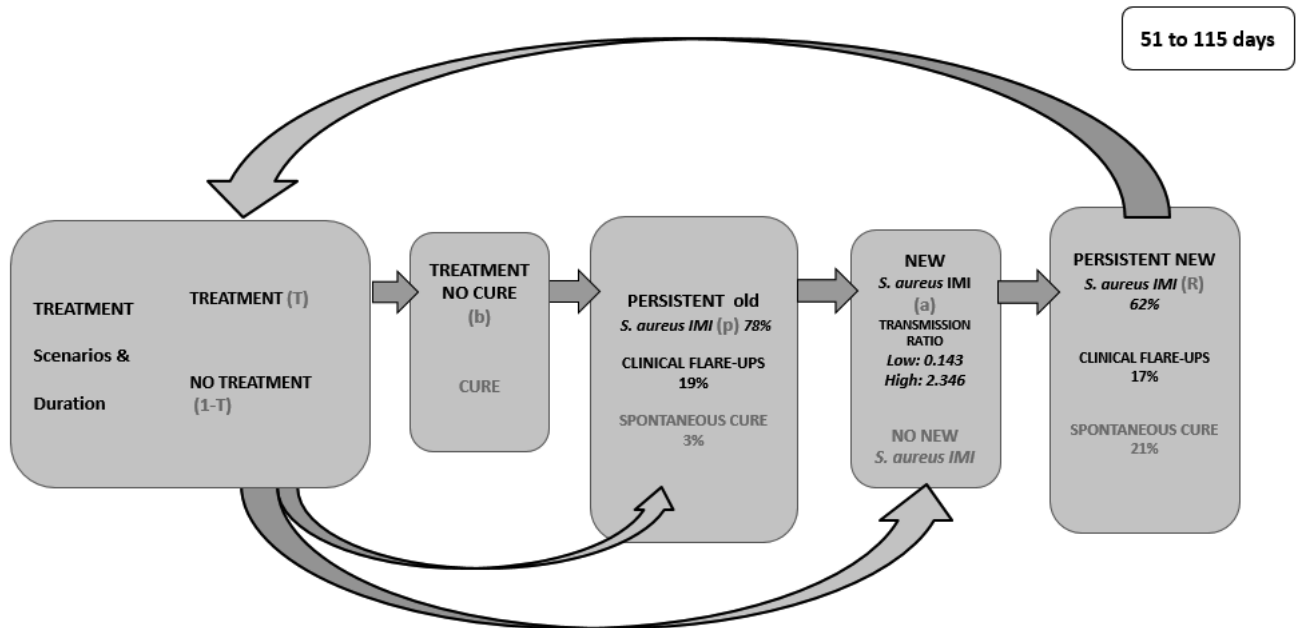 51 to 115 days
TREATMENT
Scenarios &
Duration
TREATMENT (T)
NO TREATMENT
(1-T)
TREATMENT
NO CURE
(b)
CURE
PERSISTENT old
S. aureus IMI (p) 78%
CLINICAL FLARE-UPS
19%
SPONTANEOUS CURE
3%
NEW
S. aureus IMI
(a)
TRANSMISSION
RATIO
Low: 0.143
High: 2.346
NO NEW
S. aureus IMI
PERSISTENT NEW
S. aureus IMI (R)
62%
CLINICAL FLARE-UPS
17%
SPONTANEOUS CURE
21%